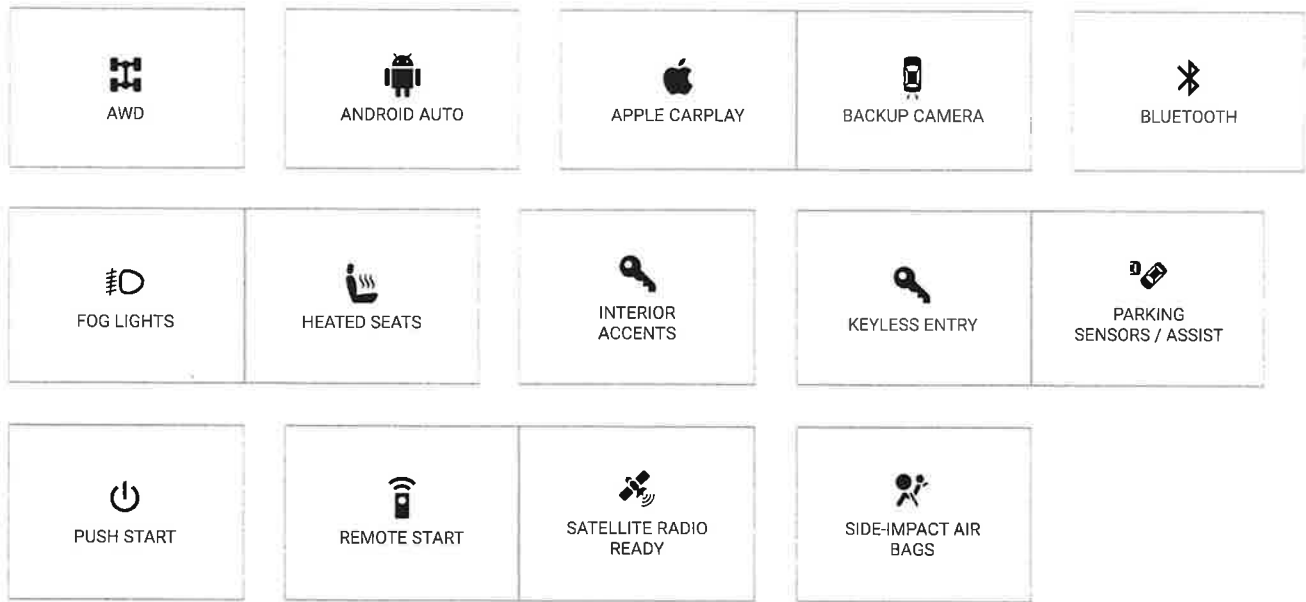 AWD
ANDROID AUTO
APPLE CARPLAY
BACKUP CAMERA
BLUETOOTH
FOG LIGHTS
HEATED SEATS
INTERIOR
ACCENTS
KEYLESS ENTRY
PARKING
SENSORS / ASSIST
PUSH START
REMOTE START
SATELLITE RADIO
READY
SIDE-IMPACT AIR
BAGS